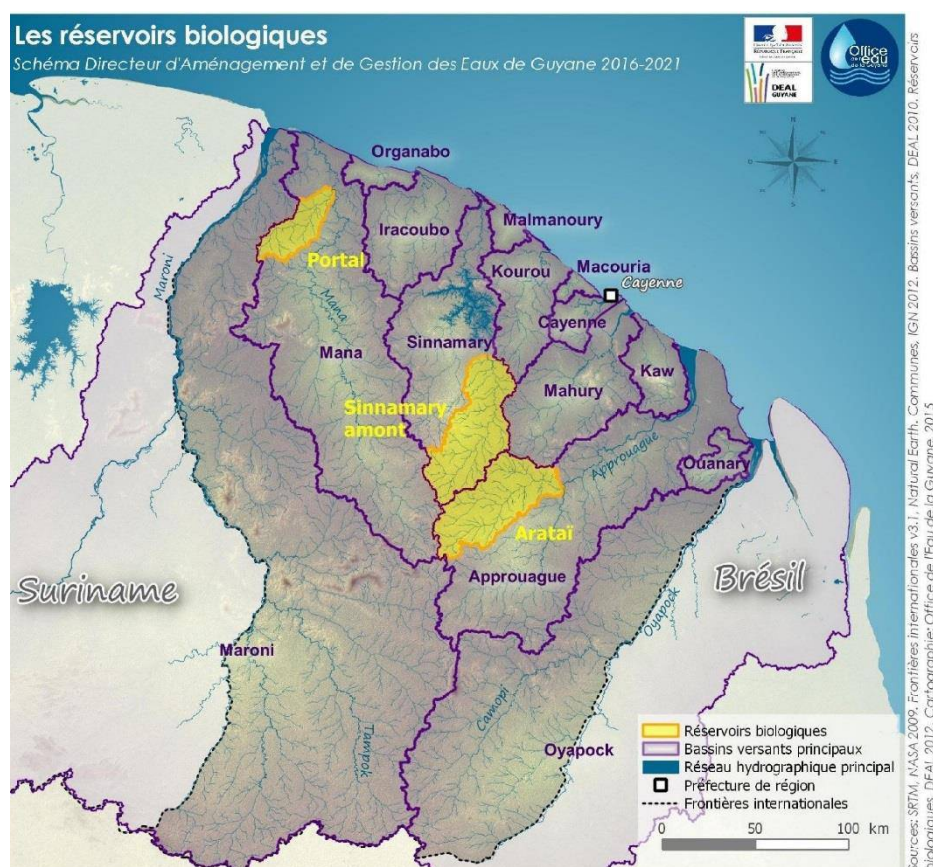 Les réservoirs biologiques
Schéma Directeur d'Aménagement et de Gestion des Eaux de Guyane 2016-2021
DEAL
GUYANE
Office
de l'eau
de la Guyane
N
Organabo
Iracoubo
Malmanoury
Portal
Kourou
Macouria
Cayenne
Maroni
Mana
Cayenne
Mana
Sinnamary
Kaw
Mahury
Sinnamary
amont
Approuague
Ouanary
Arataï
Approuague
Suriname
Brésil
Oyapock
Maroni
Camopi
Tampok
Oyapock
Réservoirs biologiques
Bassins versants principaux
Réseau hydrographique principal
Préfecture de région
Frontières internationales
0 50 100 km
Sources: SRTM, NASA 2009, Frontières internationales v3.1, Natural Earth. Communes, IGN 2012. Bassins versants, DEAL 2010. Réservoirs
biologiques, DEAL 2012. Cartographie: Office de l'Eau de la Guyane, 2015